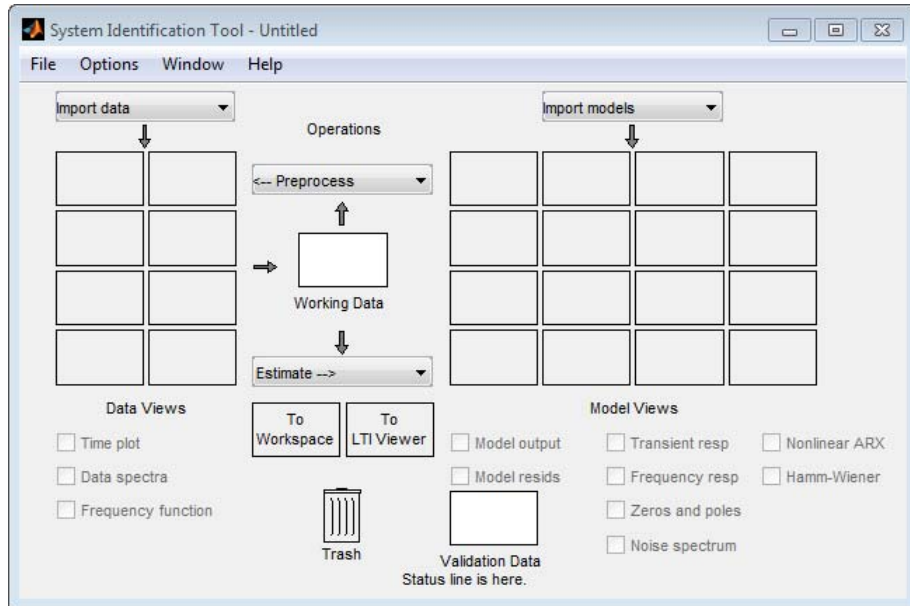 System Identification Tool - Untitled
File Options Window Help
Import data
Import models
Operations
<-- Preprocess
Working Data
Estimate -->
Data Views
Model Views
To
Workspace
To
LTI Viewer
Time plot
Data spectra
Frequency function
Model output
Model resids
Transient resp
Frequency resp
Zeros and poles
Noise spectrum
Nonlinear ARX
Hamm-Wiener
Trash
Validation Data
Status line is here.